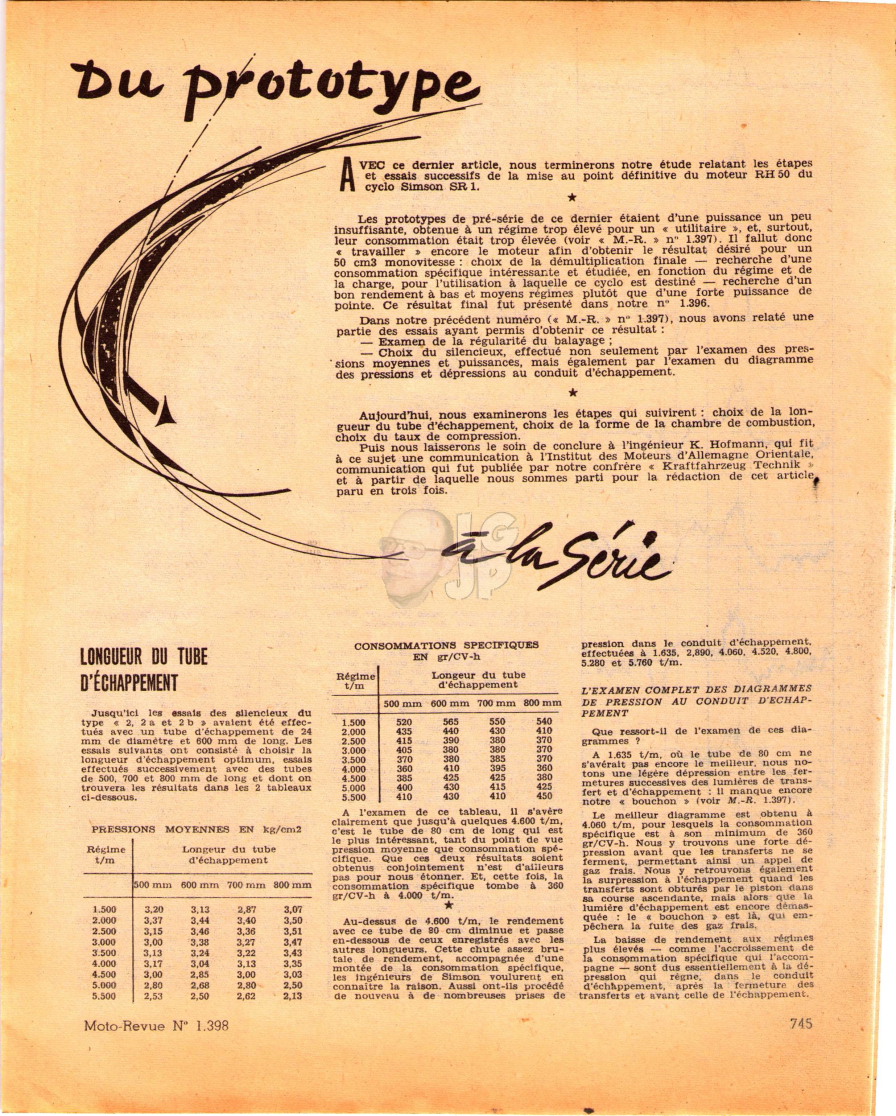 Du prototype
AVEC ce dernier article, nous terminerons notre étude relatant les étapes
et essais successifs de la mise au point définitive du moteur RH 50 du
cyclo Simson SR 1.
★
Les prototypes de pré-série de ce dernier étaient d'une puissance un peu
insuffisante, obtenue à un régime trop élevé pour un « utilitaire », et, surtout,
leur consommation était trop élevée (voir « M.-R. » n° 1.397). Il fallut donc
« travailler » encore le moteur afin d'obtenir le résultat désiré pour un
50 cm3 monovitesse : choix de la démultiplication finale — recherche d'une
consommation spécifique intéressante et étudiée, en fonction du régime et de
la charge, pour l'utilisation à laquelle ce cyclo est destiné — recherche d'un
bon rendement à bas et moyens régimes plutôt que d'une forte puissance de
pointe. Ce résultat final fut présenté dans notre n° 1.396.
Dans notre précédent numéro (« M.-R. » n° 1.397), nous avons relaté une
partie des essais ayant permis d'obtenir ce résultat :
— Examen de la régularité du balayage ;
— Choix du silencieux, effectué non seulement par l'examen des pres-
sions moyennes et puissances, mais également par l'examen du diagramme
des pressions et dépressions au conduit d'échappement.
★
Aujourd'hui, nous examinerons les étapes qui suivirent : choix de la lon-
gueur du tube d'échappement, choix de la forme de la chambre de combustion,
choix du taux de compression.
Puis nous laisserons le soin de conclure à l'ingénieur K. Hofmann, qui fit
à ce sujet une communication à l'Institut des Moteurs d'Allemagne Orientale,
communication qui fut publiée par notre confrère « Kraftfahrzeug Technik »
et à partir de laquelle nous sommes parti pour la rédaction de cet article
paru en trois fois.
à la Série
JG
JP
LONGUEUR DU TUBE
D'ÉCHAPPEMENT
Jusqu'ici les essais des silencieux du
type « 2, 2 a et 2 b » avaient été effec-
tués avec un tube d'échappement de 24
mm de diamètre et 600 mm de long. Les
essais suivants ont consisté à choisir la
longueur d'échappement optimum, essais
effectués successivement avec des tubes
de 500, 700 et 800 mm de long et dont on
trouvera les résultats dans les 2 tableaux
ci-dessous.
PRESSIONS MOYENNES EN kg/cm2
Régime Longueur du tube
t/m d'échappement
500 mm 600 mm 700 mm 800 mm
1.500 3,20 3,13 2,87 3,07
2.000 3,37 3,44 3,40 3,50
2.500 3,15 3,46 3,36 3,51
3.000 3,00 3,38 3,27 3,47
3.500 3,13 3,24 3,22 3,43
4.000 3,17 3,04 3,13 3,35
4.500 3,00 2,85 3,00 3,03
5.000 2,80 2,68 2,80 2,50
5.500 2,53 2,50 2,62 2,13
CONSOMMATIONS SPECIFIQUES
EN gr/CV-h
Régime Longeur du tube
t/m d'échappement
500 mm 600 mm 700 mm 800 mm
1.500 520 565 550 540
2.000 435 440 430 410
2.500 415 390 380 370
3.000 405 380 380 370
3.500 370 380 385 370
4.000 360 410 395 360
4.500 385 425 425 380
5.000 400 430 415 425
5.500 410 430 410 450
A l'examen de ce tableau, il s'avère
clairement que jusqu'à quelques 4.600 t/m,
c'est le tube de 80 cm de long qui est
le plus intéressant, tant du point de vue
pression moyenne que consommation spé-
cifique. Que ces deux résultats soient
obtenus conjointement n'est d'ailleurs
pas pour nous étonner. Et, cette fois, la
consommation spécifique tombe à 360
gr/CV-h à 4.000 t/m.
★
Au-dessus de 4.600 t/m, le rendement
avec ce tube de 80 cm diminue et passe
en-dessous de ceux enregistrés avec les
autres longueurs. Cette chute assez bru-
tale de rendement, accompagnée d'une
montée de la consommation spécifique,
les ingénieurs de Simson voulurent en
connaître la raison. Aussi ont-ils procédé
de nouveau à de nombreuses prises de
pression dans le conduit d'échappement,
effectuées à 1.635, 2,890, 4.060, 4.520, 4.800,
5.280 et 5.760 t/m.
L'EXAMEN COMPLET DES DIAGRAMMES
DE PRESSION AU CONDUIT D'ECHAP-
PEMENT
Que ressort-il de l'examen de ces dia-
grammes ?
A 1.635 t/m, où le tube de 80 cm ne
s'avérait pas encore le meilleur, nous no-
tons une légère dépression entre les fer-
metures successives des lumières de trans-
fert et d'échappement : il manque encore
notre « bouchon » (voir M.-R. 1.397).
Le meilleur diagramme est obtenu à
4.060 t/m, pour lesquels la consommation
spécifique est à son minimum de 360
gr/CV-h. Nous y trouvons une forte dé-
pression avant que les transferts ne se
ferment, permettant ainsi un appel de
gaz frais. Nous y retrouvons également
la surpression à l'échappement quand les
transferts sont obturés par le piston dans
sa course ascendante, mais alors que la
lumière d'échappement est encore démas-
quée : le « bouchon » est là, qui em-
pêchera la fuite des gaz frais.
La baisse de rendement aux régimes
plus élevés — comme l'accroissement de
la consommation spécifique qui l'accom-
pagne — sont dus essentiellement à la dé-
pression qui règne, dans le conduit
d'échappement, après la fermeture des
transferts et avant celle de l'échappement.
Moto-Revue N° 1.398
745